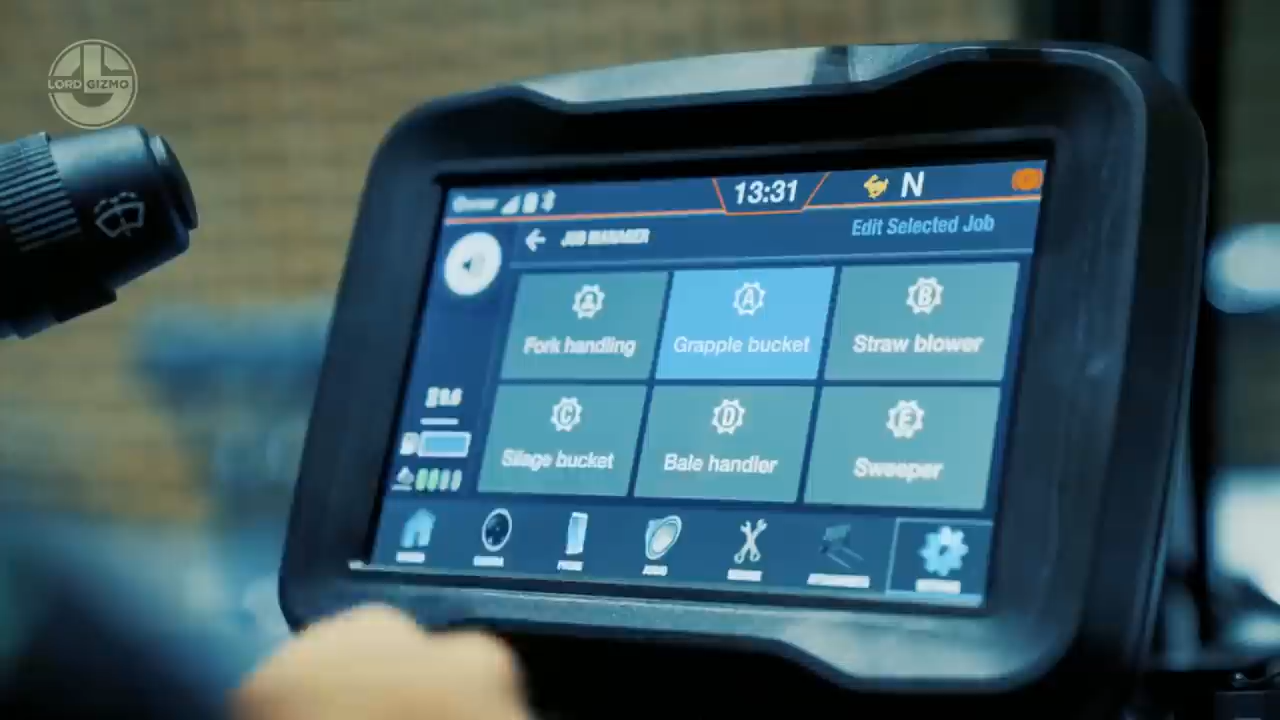 LORD GIZMO
13:31
N
JOB MANAGER
Edit Selected Job
A
B
Fork handling
Grapple bucket
Straw blower
C
D
E
Silage bucket
Bale handler
Sweeper